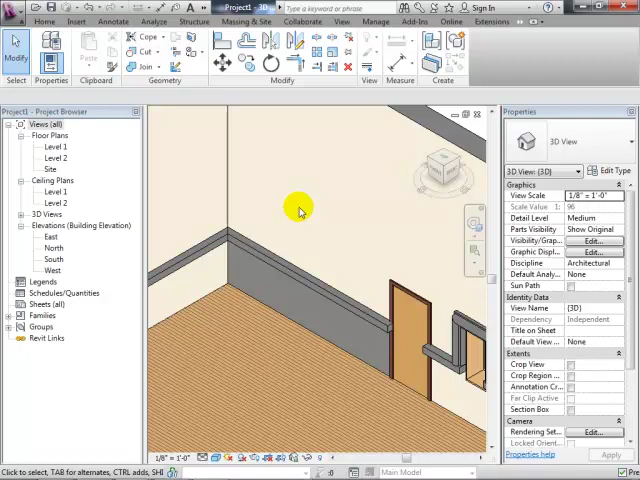 Project1 - 3D
Type a keyword or phrase
Sign In
Home Insert Annotate Analyze Structure Massing & Site Collaborate View Manage Add-Ins Online Extensions
Modify
Properties
Paste
Cope
Cut
Join
Select Properties Clipboard Geometry Modify View Measure Create
Project1 - Project Browser
Views (all)
Floor Plans
Level 1
Level 2
Site
Ceiling Plans
Level 1
Level 2
3D Views
Elevations (Building Elevation)
East
North
South
West
Legends
Schedules/Quantities
Sheets (all)
Families
Groups
Revit Links
1/8" = 1'-0"
Properties
3D View
3D View: {3D} Edit Type
Graphics
View Scale 1/8" = 1'-0"
Scale Value 1: 96
Detail Level Medium
Parts Visibility Show Original
Visibility/Grap... Edit...
Graphic Displ... Edit...
Discipline Architectural
Default Analy... None
Sun Path
Identity Data
View Name {3D}
Dependency Independent
Title on Sheet
Default View ... None
Extents
Crop View
Crop Region ...
Annotation Cr...
Far Clip Active
Section Box
Camera
Rendering Set... Edit...
Locked Orient...
Properties help Apply
Click to select, TAB for alternates, CTRL adds, SHI :0 Main Model Pre